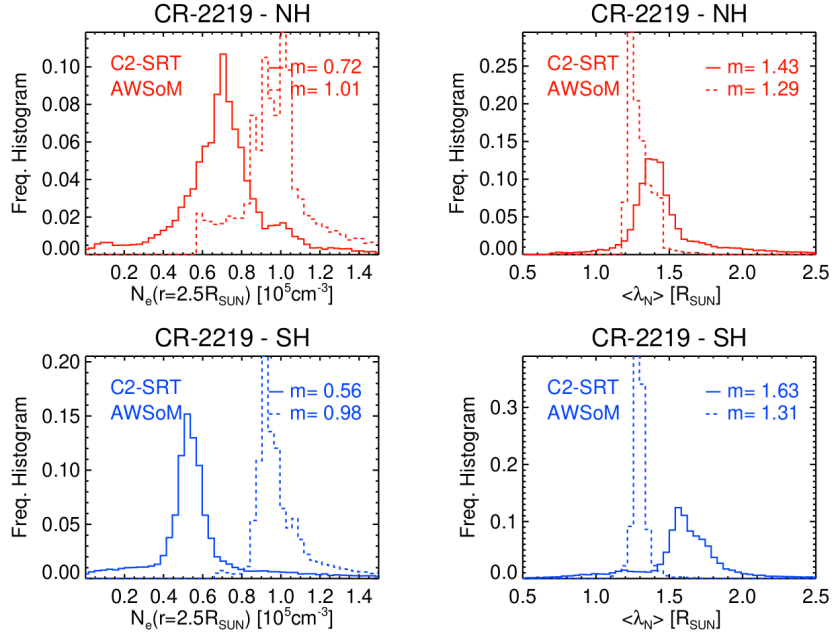 CR-2219 - NH
C2-SRT
AWSoM
m= 0.72
m= 1.01
Freq. Histogram
0.10
0.08
0.06
0.04
0.02
0.00
0.2 0.4 0.6 0.8 1.0 1.2 1.4
Nₑ(r=2.5R_SUN) [10⁵cm⁻³]
CR-2219 - NH
C2-SRT
AWSoM
m= 1.43
m= 1.29
Freq. Histogram
0.25
0.20
0.15
0.10
0.05
0.00
0.5 1.0 1.5 2.0 2.5
<λ_N> [R_SUN]
CR-2219 - SH
C2-SRT
AWSoM
m= 0.56
m= 0.98
Freq. Histogram
0.20
0.15
0.10
0.05
0.00
0.2 0.4 0.6 0.8 1.0 1.2 1.4
Nₑ(r=2.5R_SUN) [10⁵cm⁻³]
CR-2219 - SH
C2-SRT
AWSoM
m= 1.63
m= 1.31
Freq. Histogram
0.3
0.2
0.1
0.0
0.5 1.0 1.5 2.0 2.5
<λ_N> [R_SUN]